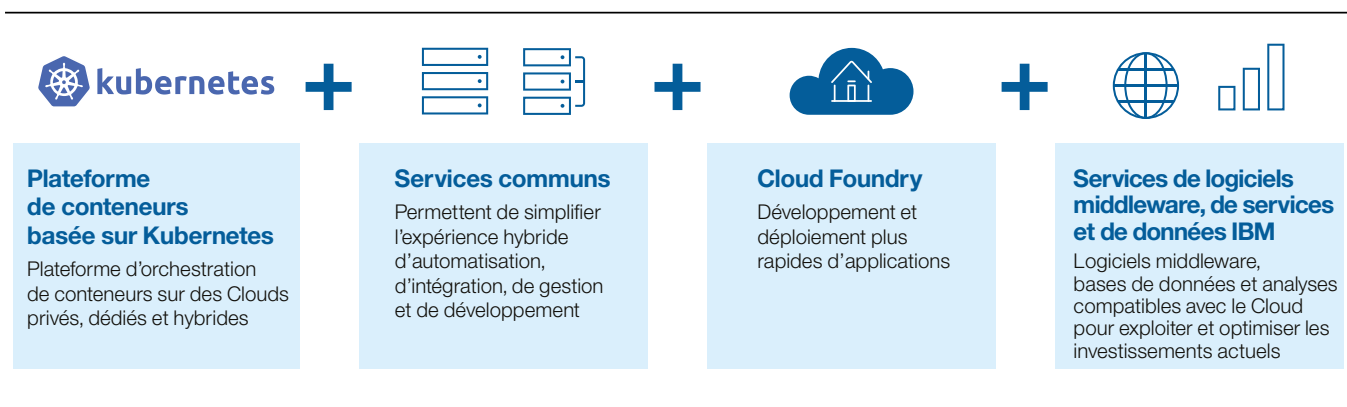 kubernetes
Plateforme
de conteneurs
basée sur Kubernetes
Plateforme d’orchestration
de conteneurs sur des Clouds
privés, dédiés et hybrides
Services communs
Permettent de simplifier
l’expérience hybride
d’automatisation,
d’intégration, de gestion
et de développement
Cloud Foundry
Développement et
déploiement plus
rapides d’applications
Services de logiciels
middleware, de services
et de données IBM
Logiciels middleware,
bases de données et analyses
compatibles avec le Cloud
pour exploiter et optimiser les
investissements actuels